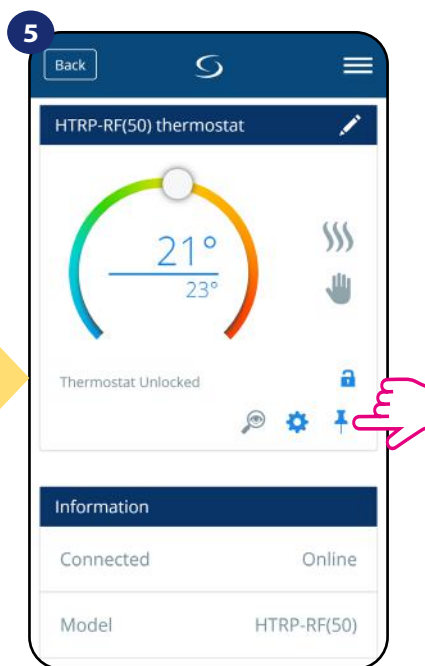 5
Back
HTRP-RF(50) thermostat
21°
23°
Thermostat Unlocked
Information
Connected Online
Model HTRP-RF(50)